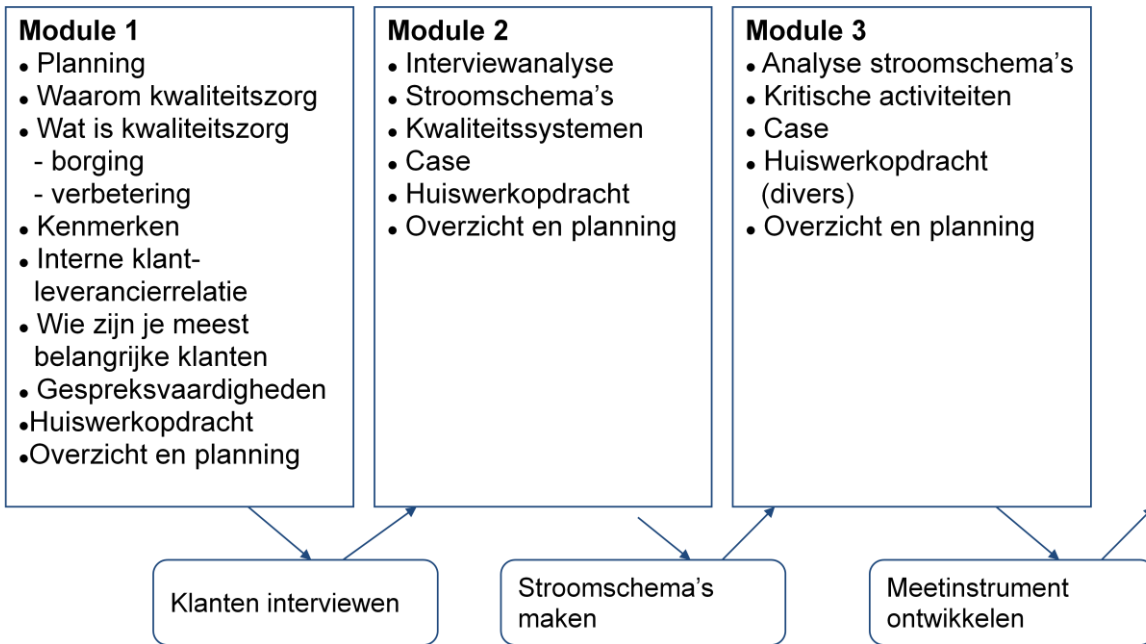 Module 1
• Planning
• Waarom kwaliteitszorg
• Wat is kwaliteitszorg
- borging
- verbetering
• Kenmerken
• Interne klant-
leverancierrelatie
• Wie zijn je meest
belangrijke klanten
• Gespreksvaardigheden
•Huiswerkopdracht
•Overzicht en planning
Module 2
• Interviewanalyse
• Stroomschema’s
• Kwaliteitssystemen
• Case
• Huiswerkopdracht
• Overzicht en planning
Module 3
• Analyse stroomschema’s
• Kritische activiteiten
• Case
• Huiswerkopdracht
(divers)
• Overzicht en planning
Klanten interviewen
Stroomschema’s
maken
Meetinstrument
ontwikkelen